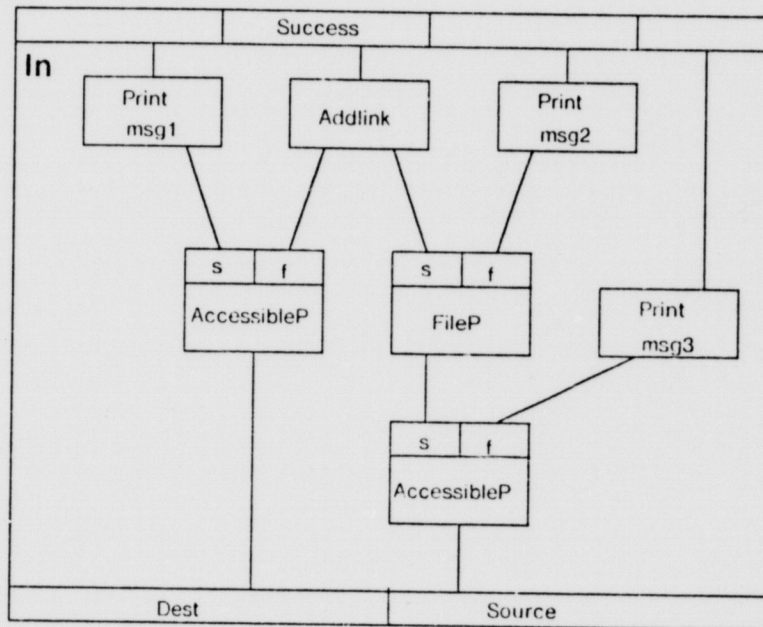 Success
In
Print
msg1
Addlink
Print
msg2
s f
AccessibleP
s f
FileP
Print
msg3
s f
AccessibleP
Dest Source